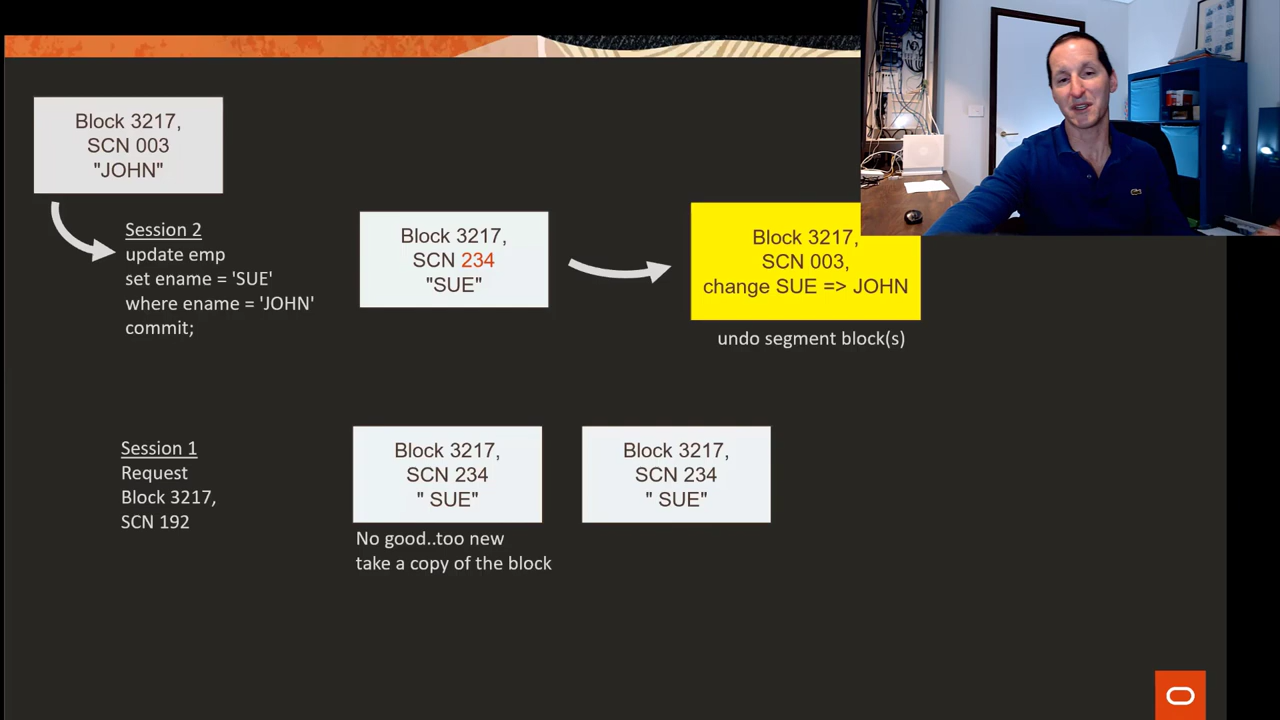 Block 3217,
SCN 003
"JOHN"
Session 2
update emp
set ename = 'SUE'
where ename = 'JOHN'
commit;
Block 3217,
SCN 234
"SUE"
Block 3217,
SCN 003,
change SUE => JOHN
undo segment block(s)
Session 1
Request
Block 3217,
SCN 192
Block 3217,
SCN 234
" SUE"
No good..too new
take a copy of the block
Block 3217,
SCN 234
" SUE"